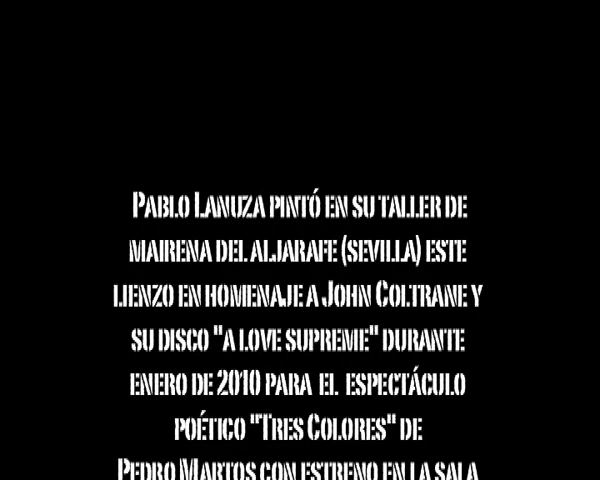 Pablo Lanuza pintó en su taller de
mairena del aljarafe (sevilla) este
lienzo en homenaje a John Coltrane y
su disco "a love supreme" durante
enero de 2010 para el espectáculo
poético "Tres Colores" de
Pedro Martos con estreno en la sala